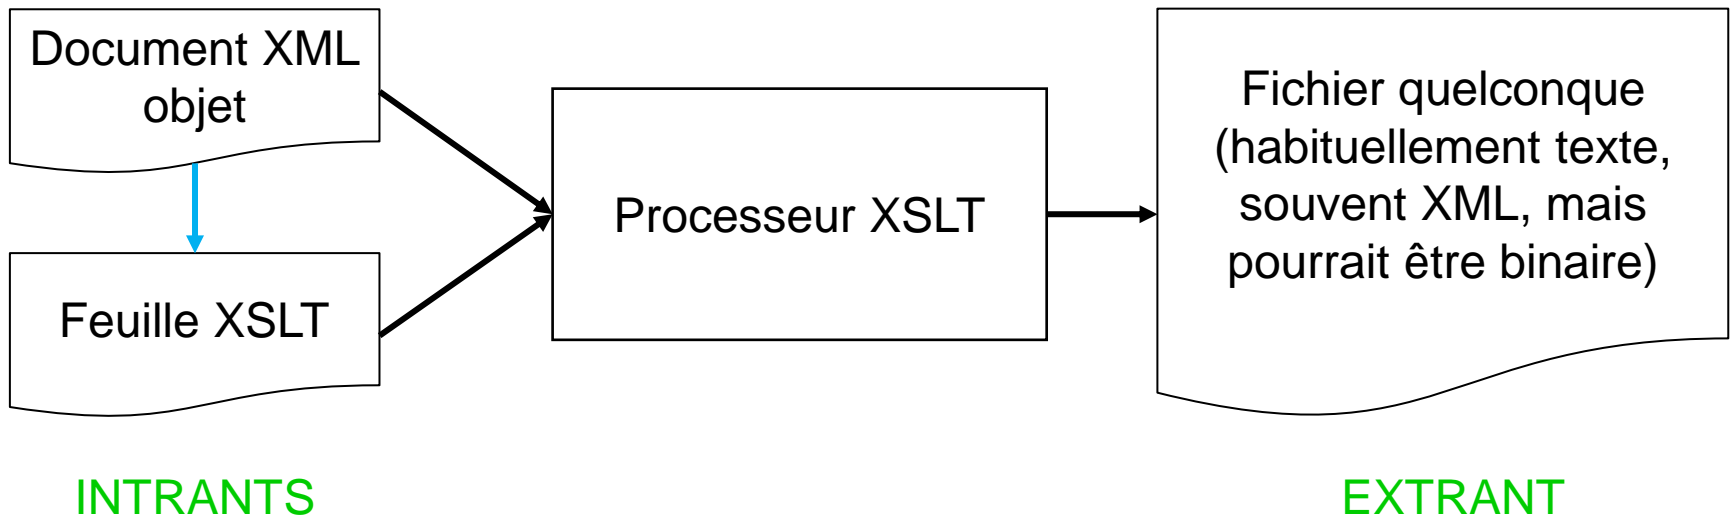 Document XML
objet
Feuille XSLT
Processeur XSLT
Fichier quelconque
(habituellement texte,
souvent XML, mais
pourrait être binaire)
INTRANTS
EXTRANT